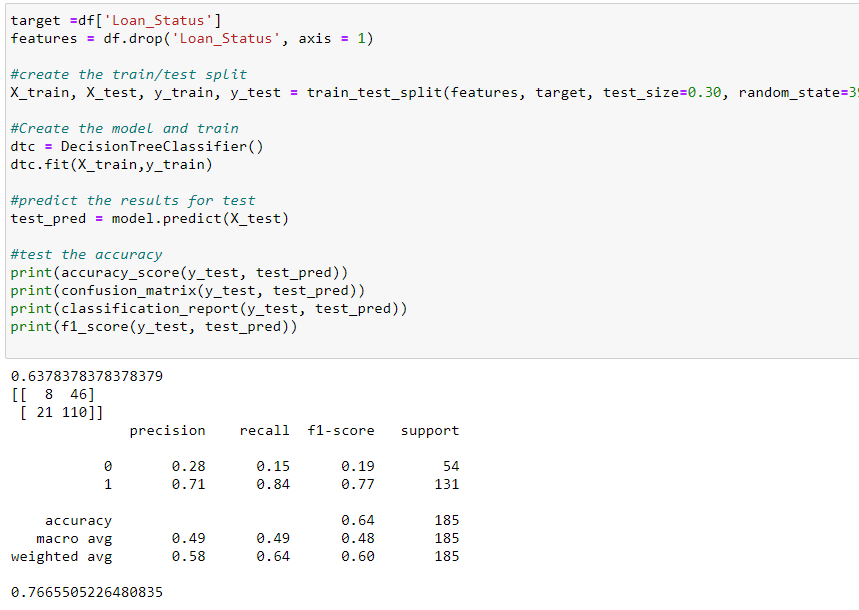 target =df['Loan_Status']
features = df.drop('Loan_Status', axis = 1)
#create the train/test split
X_train, X_test, y_train, y_test = train_test_split(features, target, test_size=0.30, random_state=39
#Create the model and train
dtc = DecisionTreeClassifier()
dtc.fit(X_train,y_train)
#predict the results for test
test_pred = model.predict(X_test)
#test the accuracy
print(accuracy_score(y_test, test_pred))
print(confusion_matrix(y_test, test_pred))
print(classification_report(y_test, test_pred))
print(f1_score(y_test, test_pred))
0.6378378378378379
[[  8  46]
 [ 21 110]]
              precision    recall  f1-score   support
           0       0.28      0.15      0.19        54
           1       0.71      0.84      0.77       131
    accuracy                           0.64       185
   macro avg       0.49      0.49      0.48       185
weighted avg       0.58      0.64      0.60       185
0.7665505226480835